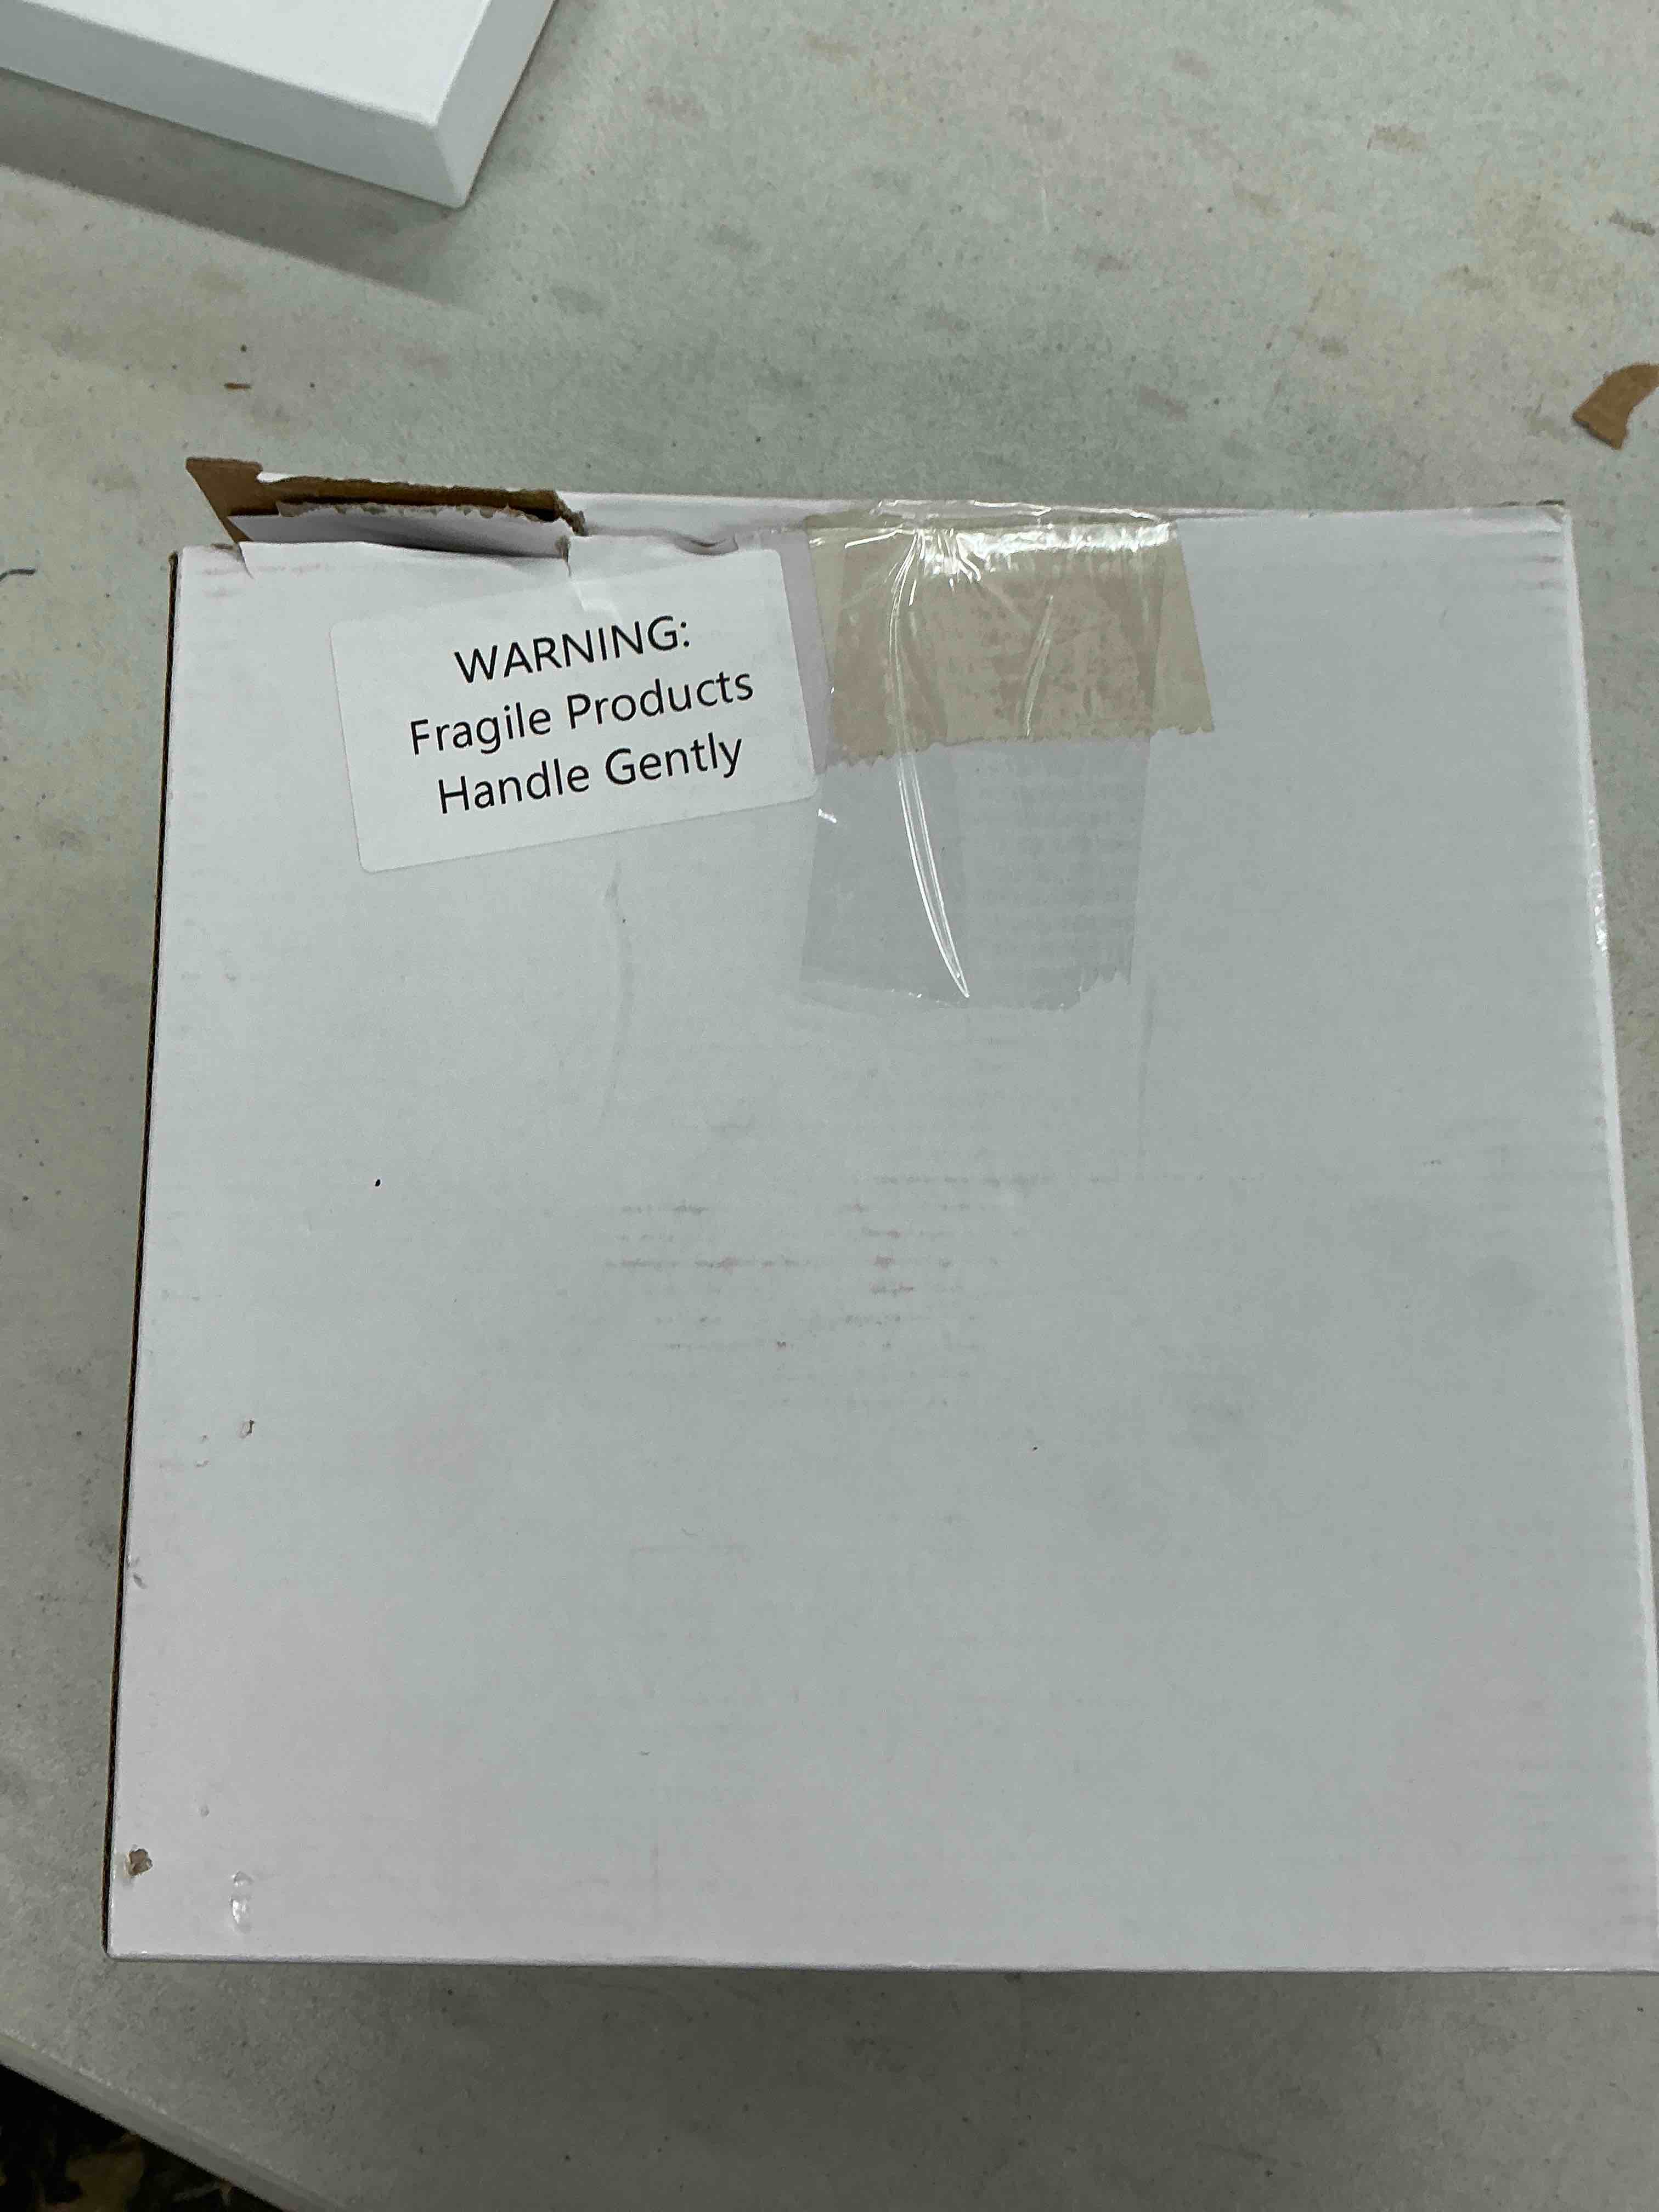 WARNING:
Fragile Products
Handle Gently